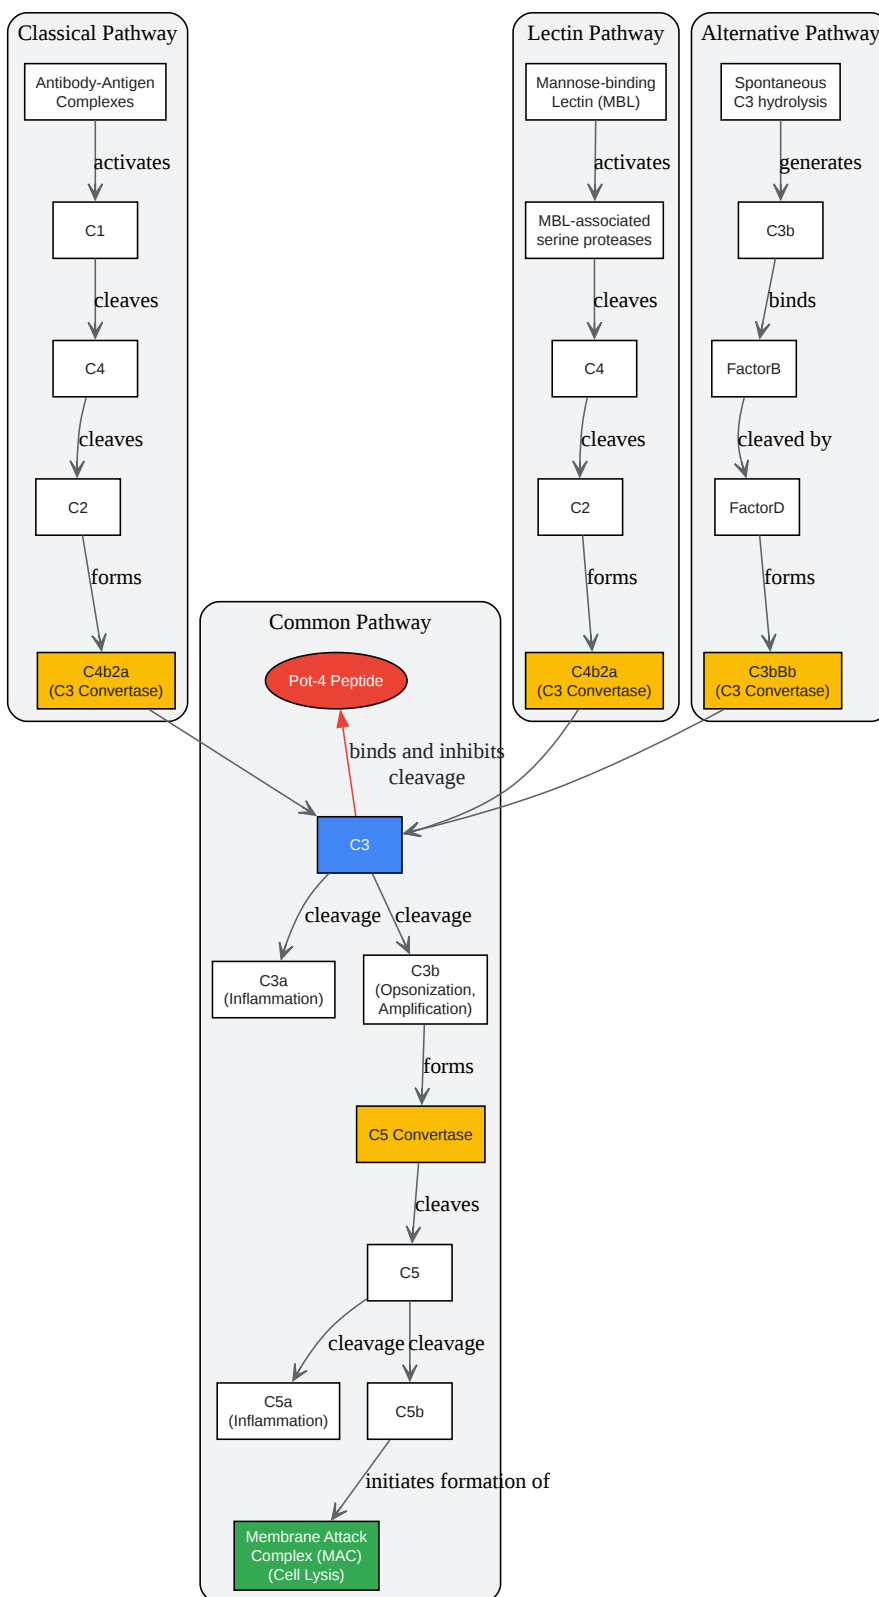 Classical Pathway
Antibody-Antigen
Complexes
activates
C1
cleaves
C4
cleaves
C2
forms
C4b2a
(C3 Convertase)
Lectin Pathway
Mannose-binding
Lectin (MBL)
activates
MBL-associated
serine proteases
cleaves
C4
cleaves
C2
forms
C4b2a
(C3 Convertase)
Alternative Pathway
Spontaneous
C3 hydrolysis
generates
C3b
binds
FactorB
cleaved by
FactorD
forms
C3bBb
(C3 Convertase)
Common Pathway
Pot-4 Peptide
binds and inhibits
cleavage
C3
cleavage
cleavage
C3a
(Inflammation)
C3b
(Opsonization,
Amplification)
forms
C5 Convertase
cleaves
C5
cleavage
cleavage
C5a
(Inflammation)
C5b
initiates formation of
Membrane Attack
Complex (MAC)
(Cell Lysis)